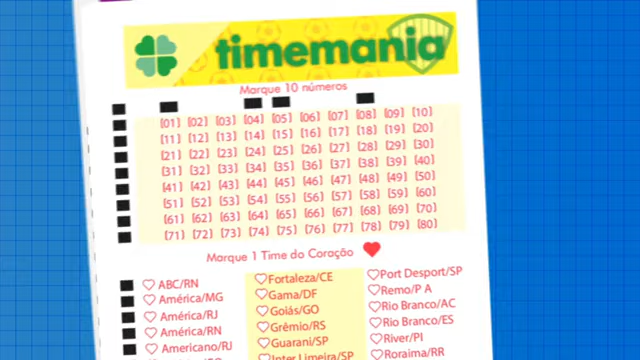 timemania
Marque 10 números
[01] [02] [03] [04] [05] [06] [07] [08] [09] [10]
[11] [12] [13] [14] [15] [16] [17] [18] [19] [20]
[21] [22] [23] [24] [25] [26] [27] [28] [29] [30]
[31] [32] [33] [34] [35] [36] [37] [38] [39] [40]
[41] [42] [43] [44] [45] [46] [47] [48] [49] [50]
[51] [52] [53] [54] [55] [56] [57] [58] [59] [60]
[61] [62] [63] [64] [65] [66] [67] [68] [69] [70]
[71] [72] [73] [74] [75] [76] [77] [78] [79] [80]
Marque 1 Time do Coração
ABC/RN
América/MG
América/RJ
América/RN
Americano/RJ
Fortaleza/CE
Gama/DF
Goiás/GO
Grêmio/RS
Guarani/SP
Inter Limeira/SP
Port Desport/SP
Remo/P A
Rio Branco/AC
Rio Branco/ES
River/PI
Roraima/RR